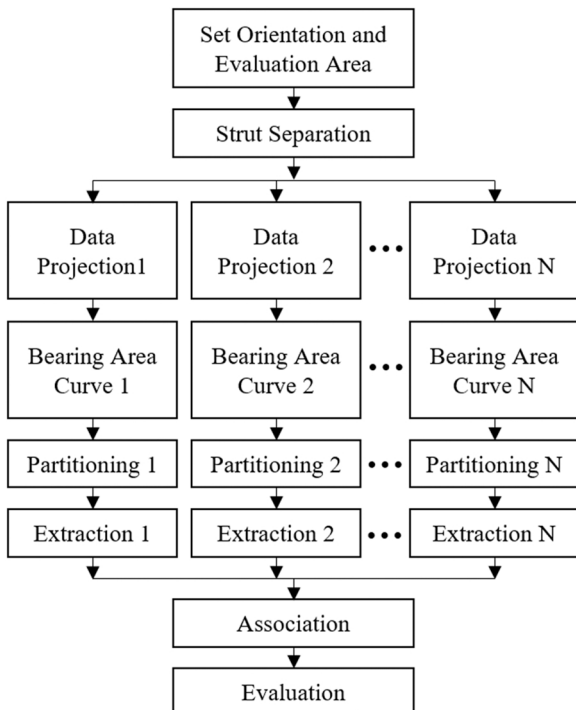 Set Orientation and
Evaluation Area
Strut Separation
Data
Projection1
Data
Projection 2
Data
Projection N
Bearing Area
Curve 1
Bearing Area
Curve 2
Bearing Area
Curve N
Partitioning 1
Partitioning 2
Partitioning N
Extraction 1
Extraction 2
Extraction N
Association
Evaluation